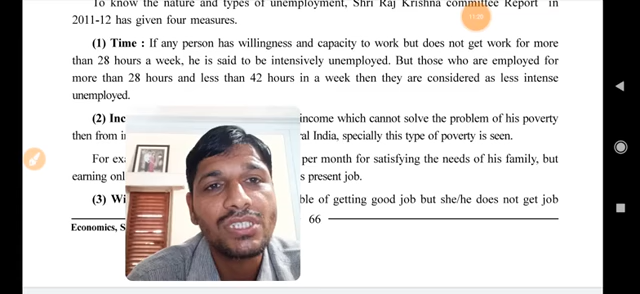 To know the nature and types of unemployment, Shri Raj Krishna committee Report in
11:20
2011-12 has given four measures.
(1) Time : If any person has willingness and capacity to work but does not get work for more
than 28 hours a week, he is said to be intensively unemployed. But those who are employed for
more than 28 hours and less than 42 hours in a week then they are considered as less intense
unemployed.
(2) Inc income which cannot solve the problem of his poverty
then from i al India, specially this type of poverty is seen.
For exa per month for satisfying the needs of his family, but
earning onl s present job.
(3) Wi ble of getting good job but she/he does not get job
Economics, S 66